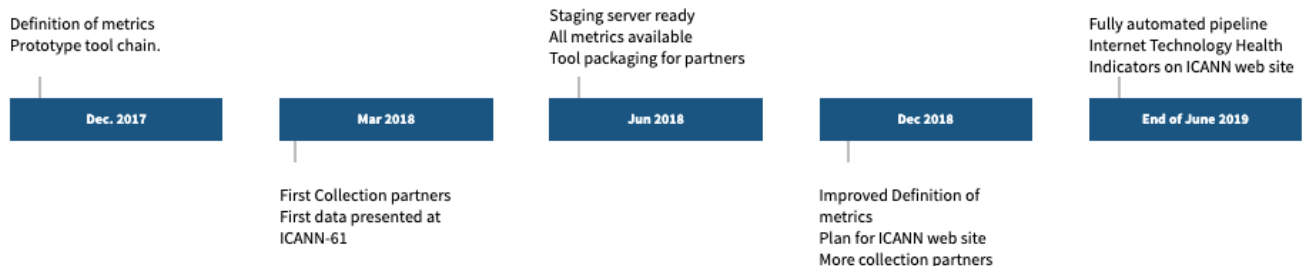 Definition of metrics
Prototype tool chain.
Dec. 2017
Mar 2018
First Collection partners
First data presented at
ICANN-61
Staging server ready
All metrics available
Tool packaging for partners
Jun 2018
Dec 2018
Improved Definition of
metrics
Plan for ICANN web site
More collection partners
Fully automated pipeline
Internet Technology Health
Indicators on ICANN web site
End of June 2019